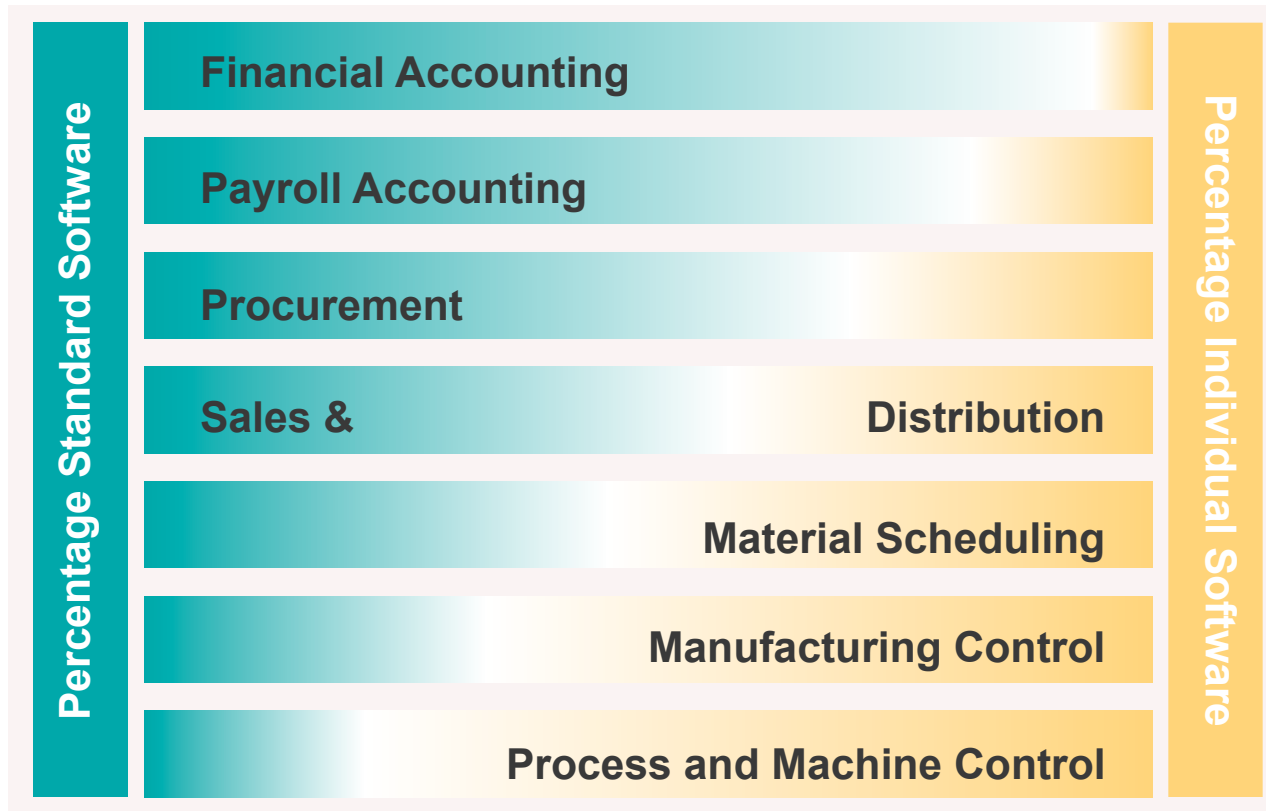 Percentage Standard Software
Financial Accounting
Payroll Accounting
Procurement
Sales & Distribution
Material Scheduling
Manufacturing Control
Process and Machine Control
Percentage Individual Software